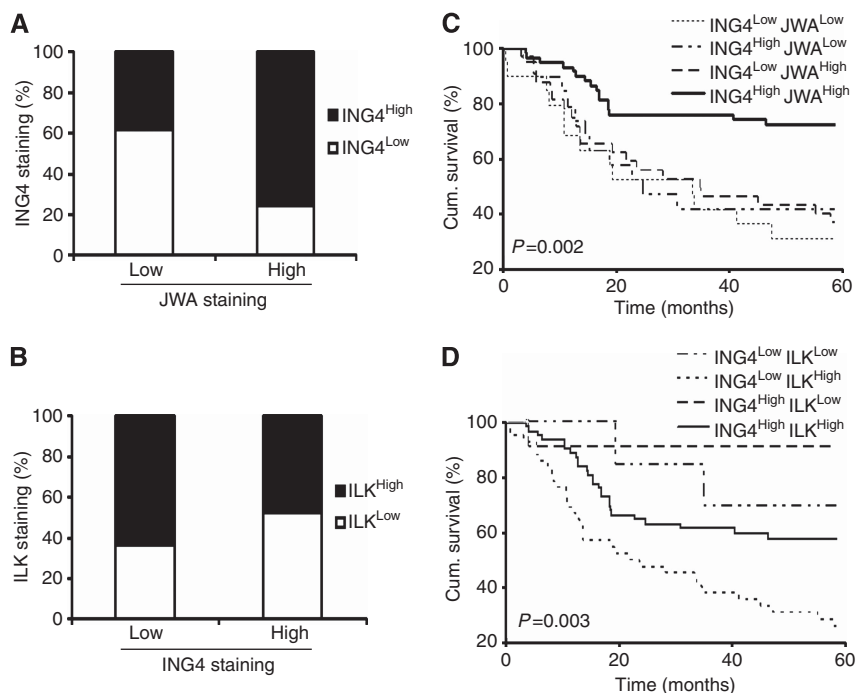 A
ING4 staining (%)
100
80
60
40
20
0
Low
High
JWA staining
ING4High
ING4Low
B
ILK staining (%)
100
80
60
40
20
0
Low
High
ING4 staining
ILKHigh
ILKLow
C
ING4Low JWALow
ING4High JWALow
ING4Low JWAHigh
ING4High JWAHigh
Cum. survival (%)
100
80
60
40
20
P=0.002
0
20
40
60
Time (months)
D
ING4Low ILKLow
ING4Low ILKHigh
ING4High ILKLow
ING4High ILKHigh
Cum. survival (%)
100
80
60
40
20
P=0.003
0
20
40
60
Time (months)